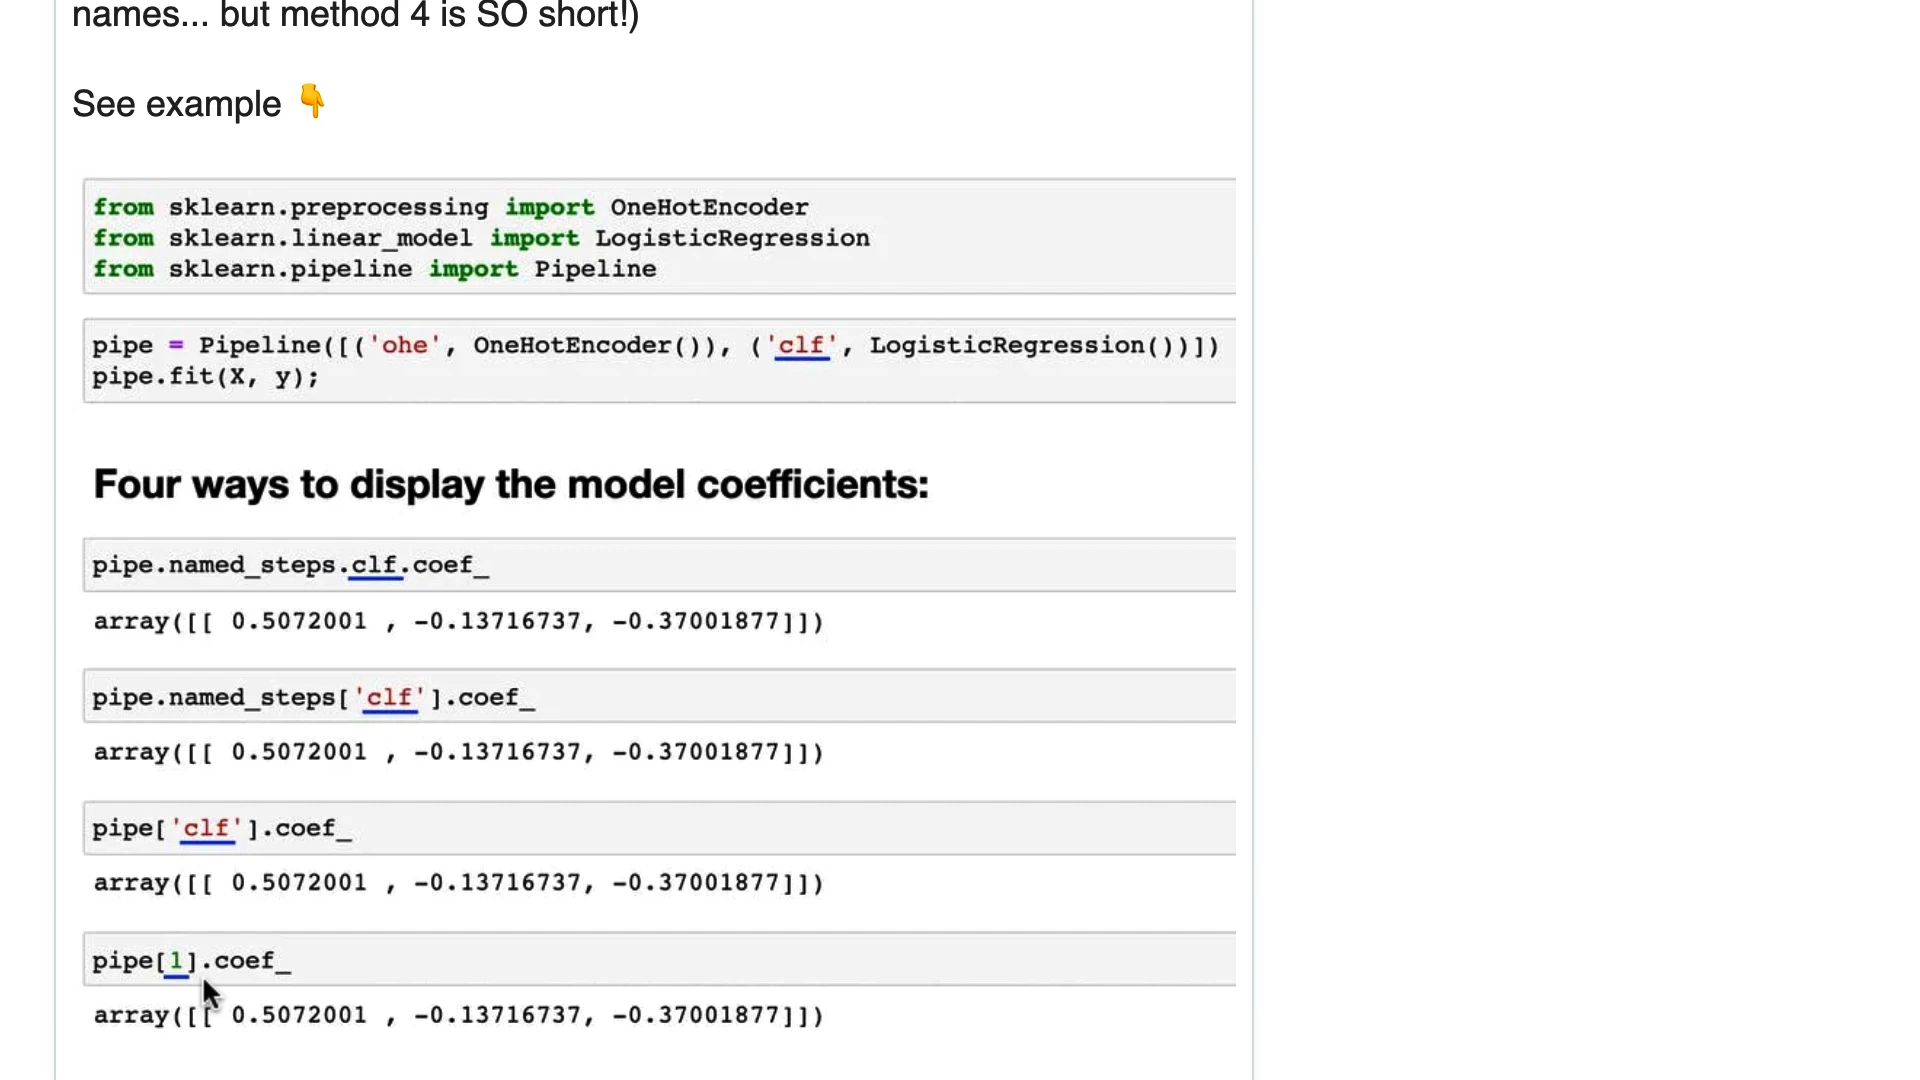 names... but method 4 is SO short!)
See example 👇
from sklearn.preprocessing import OneHotEncoder
from sklearn.linear_model import LogisticRegression
from sklearn.pipeline import Pipeline
pipe = Pipeline([('ohe', OneHotEncoder()), ('clf', LogisticRegression())])
pipe.fit(X, y);
Four ways to display the model coefficients:
pipe.named_steps.clf.coef_
array([[ 0.5072001 , -0.13716737, -0.37001877]])
pipe.named_steps['clf'].coef_
array([[ 0.5072001 , -0.13716737, -0.37001877]])
pipe['clf'].coef_
array([[ 0.5072001 , -0.13716737, -0.37001877]])
pipe[1].coef_
array([[ 0.5072001 , -0.13716737, -0.37001877]])